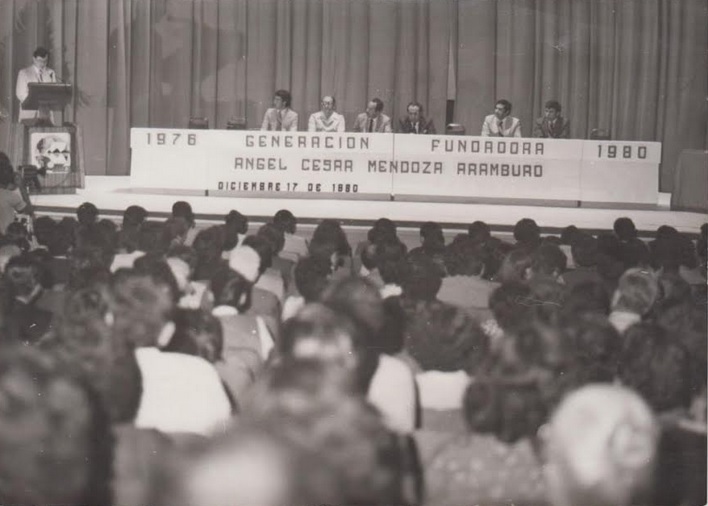 1976 GENERACION FUNDADORA 1980
ANGEL CESAR MENDOZA ARAMBURO
DICIEMBRE 17 DE 1980